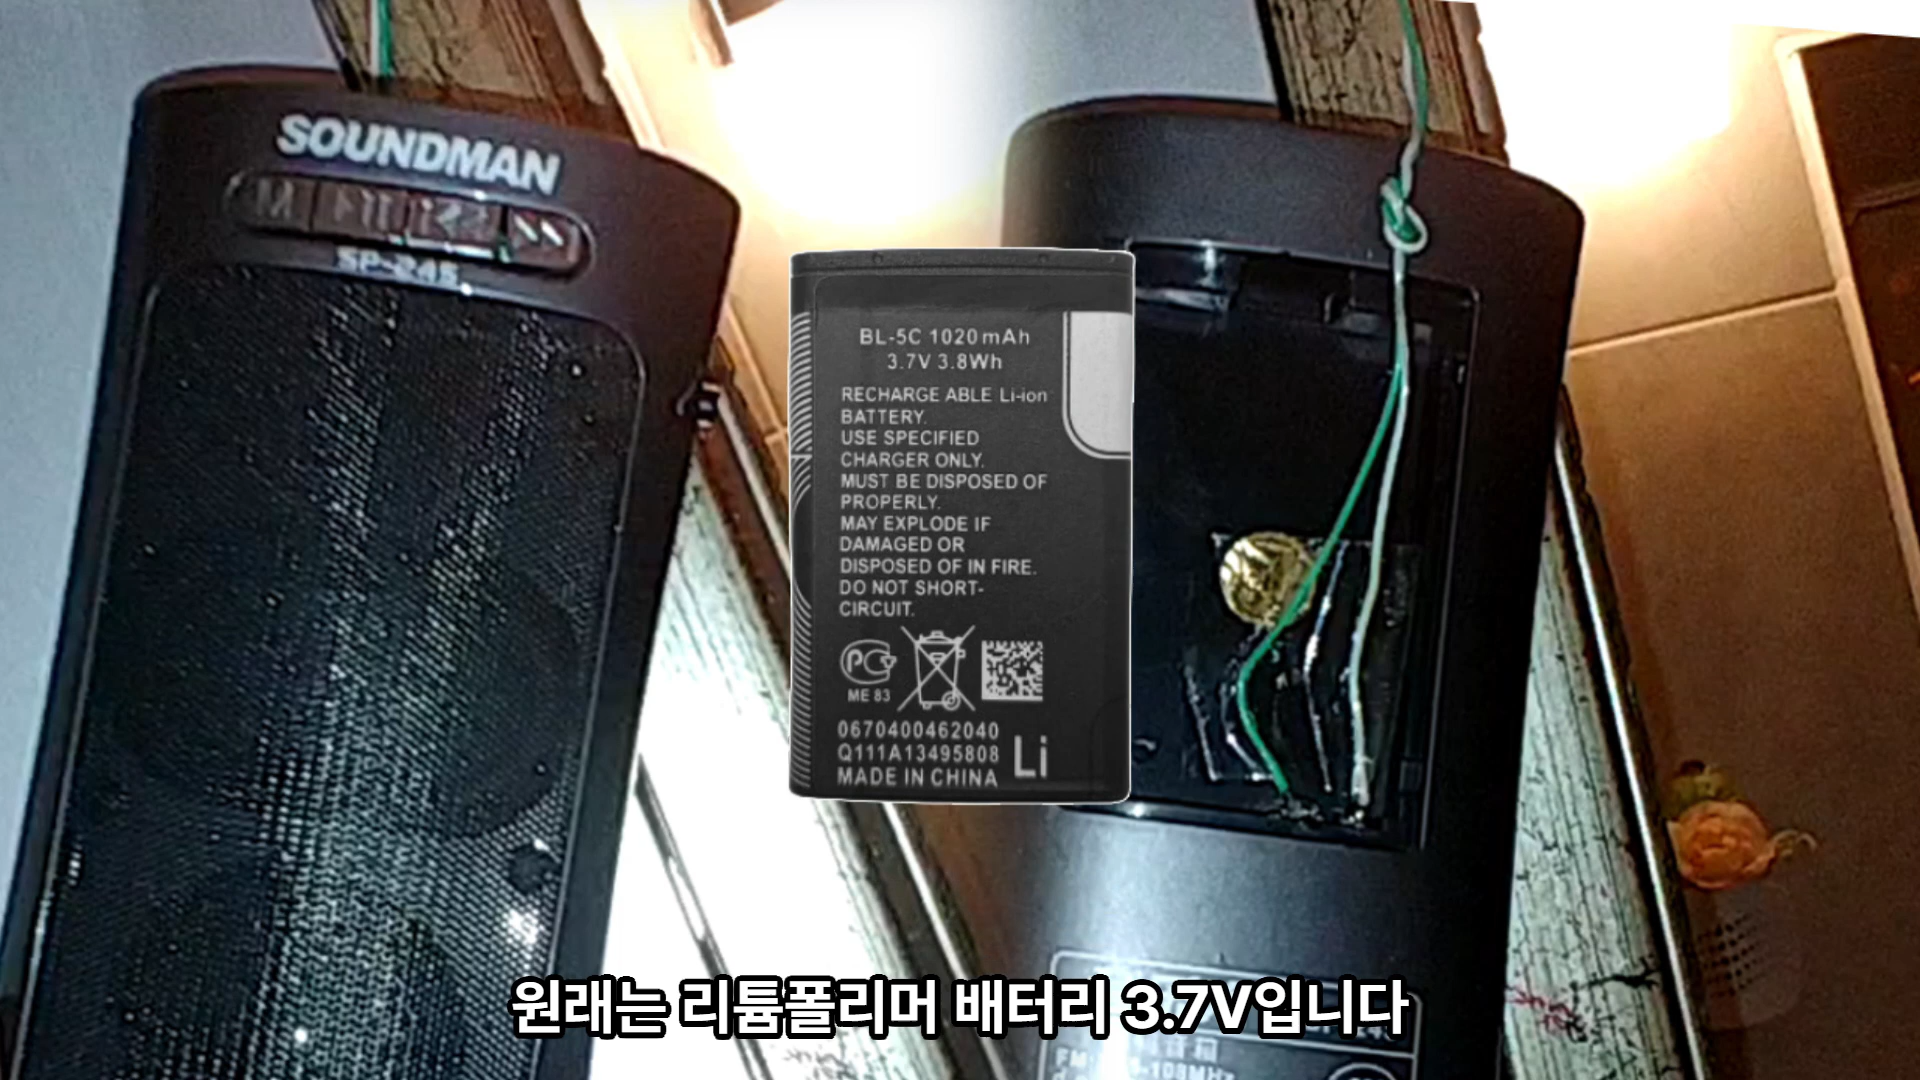 SOUNDMAN
SP-245
BL-5C 1020mAh
3.7V 3.8Wh
RECHARGE ABLE Li-ion
BATTERY.
USE SPECIFIED
CHARGER ONLY.
MUST BE DISPOSED OF
PROPERLY.
MAY EXPLODE IF
DAMAGED OR
DISPOSED OF IN FIRE.
DO NOT SHORT-
CIRCUIT.
PC
ME 83
0670400462040
Q111A13495808
MADE IN CHINA
Li
원래는 리튬폴리머 배터리 3.7V입니다